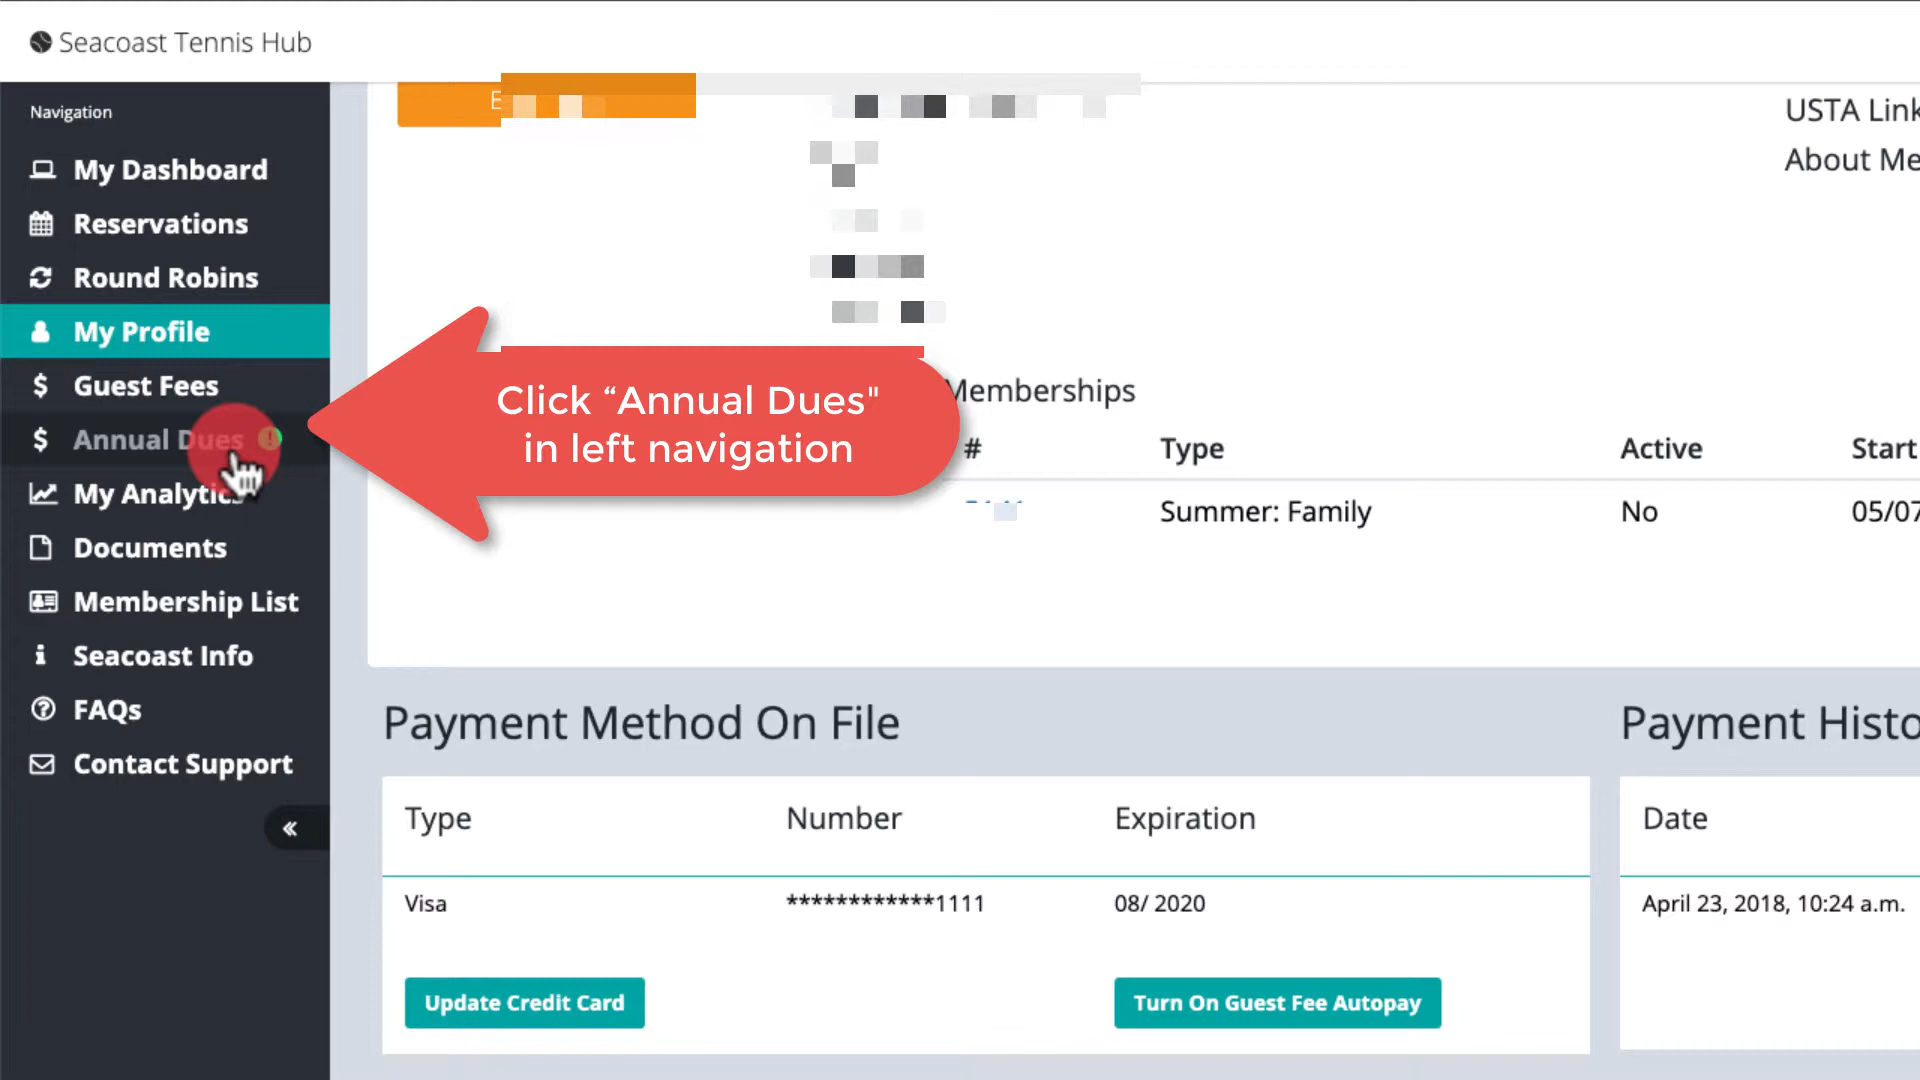 Seacoast Tennis Hub
Navigation
My Dashboard
Reservations
Round Robins
My Profile
Guest Fees
Annual Dues
My Analytics
Documents
Membership List
Seacoast Info
FAQs
Contact Support
«
E
USTA Link
About Me
Click “Annual Dues"
in left navigation
Memberships
# Type Active Start
Summer: Family No 05/07
Payment Method On File
Type Number Expiration
Visa ************1111 08/ 2020
Update Credit Card Turn On Guest Fee Autopay
Payment Histo
Date
April 23, 2018, 10:24 a.m.